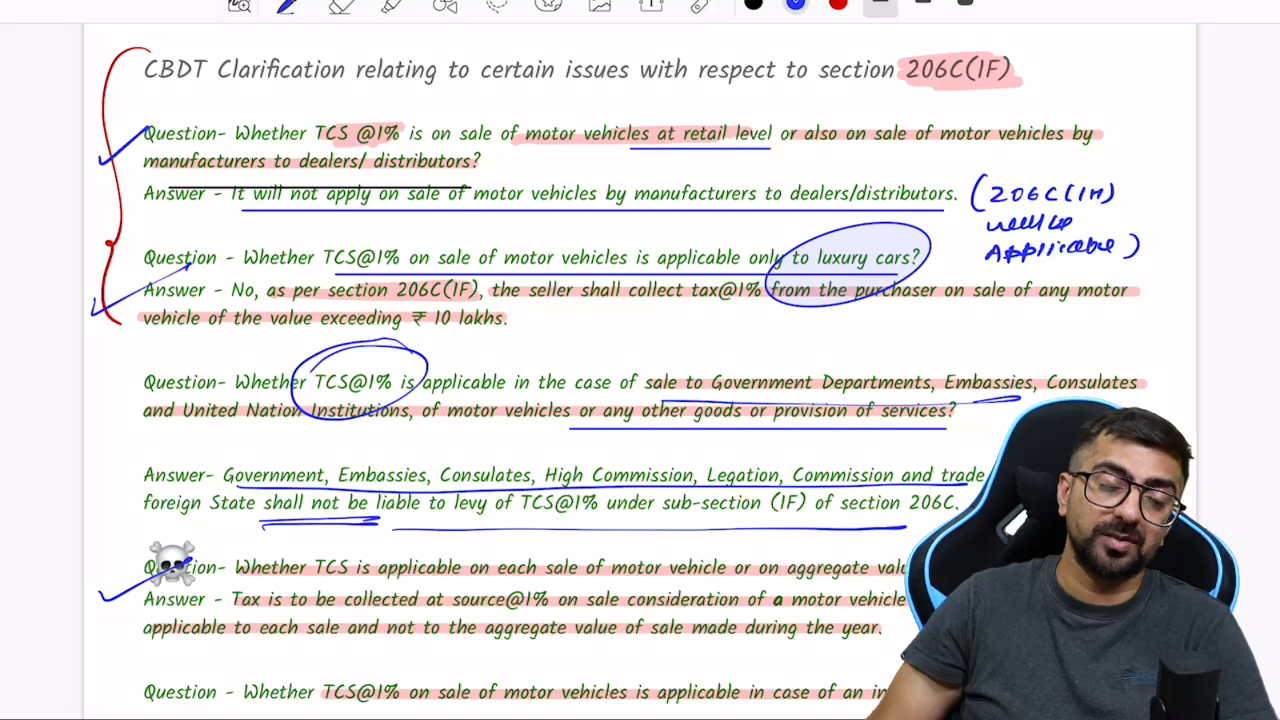 CBDT Clarification relating to certain issues with respect to section 206C(1F)
Question- Whether TCS @1% is on sale of motor vehicles at retail level or also on sale of motor vehicles by
manufacturers to dealers/ distributors?
Answer - It will not apply on sale of motor vehicles by manufacturers to dealers/distributors.
(206C(1H)
will be
Applicable)
Question - Whether TCS@1% on sale of motor vehicles is applicable only to luxury cars?
Answer - No, as per section 206C(1F), the seller shall collect tax@1% from the purchaser on sale of any motor
vehicle of the value exceeding ₹ 10 lakhs.
Question- Whether TCS@1% is applicable in the case of sale to Government Departments, Embassies, Consulates
and United Nation Institutions, of motor vehicles or any other goods or provision of services?
Answer- Government, Embassies, Consulates, High Commission, Legation, Commission and trade
foreign State shall not be liable to levy of TCS@1% under sub-section (1F) of section 206C.
Question- Whether TCS is applicable on each sale of motor vehicle or on aggregate valu
Answer - Tax is to be collected at source@1% on sale consideration of a motor vehicle
applicable to each sale and not to the aggregate value of sale made during the year.
Question - Whether TCS@1% on sale of motor vehicles is applicable in case of an in